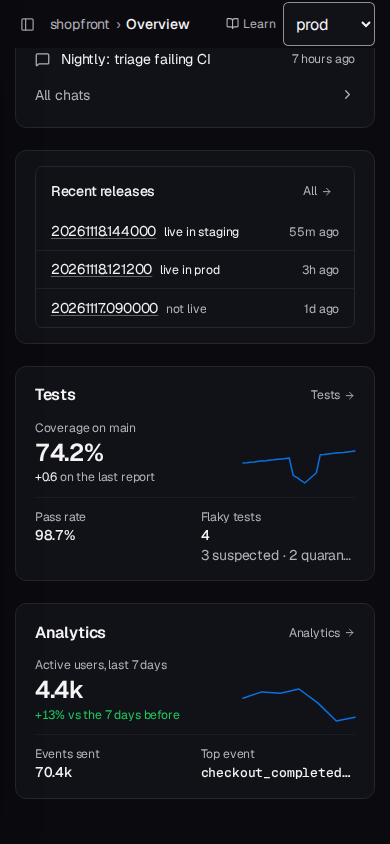 shopfront › Overview Learn prod
Nightly: triage failing CI 7 hours ago
All chats
Recent releases All →
20261118.144000 live in staging 55m ago
20261118.121200 live in prod 3h ago
20261117.090000 not live 1d ago
Tests Tests →
Coverage on main
74.2%
+0.6 on the last report
Pass rate Flaky tests
98.7% 4
3 suspected · 2 quaran...
Analytics Analytics →
Active users, last 7 days
4.4k
+13% vs the 7 days before
Events sent Top event
70.4k checkout_completed...